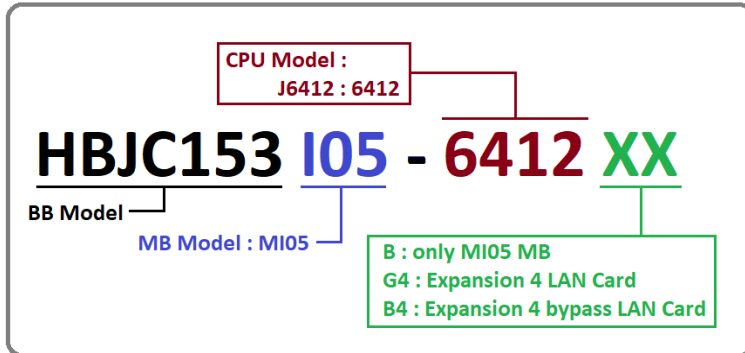 CPU Model :
J6412 : 6412
HBJC153 I05 - 6412 XX
BB Model
MB Model : MI05
B : only MI05 MB
G4 : Expansion 4 LAN Card
B4 : Expansion 4 bypass LAN Card